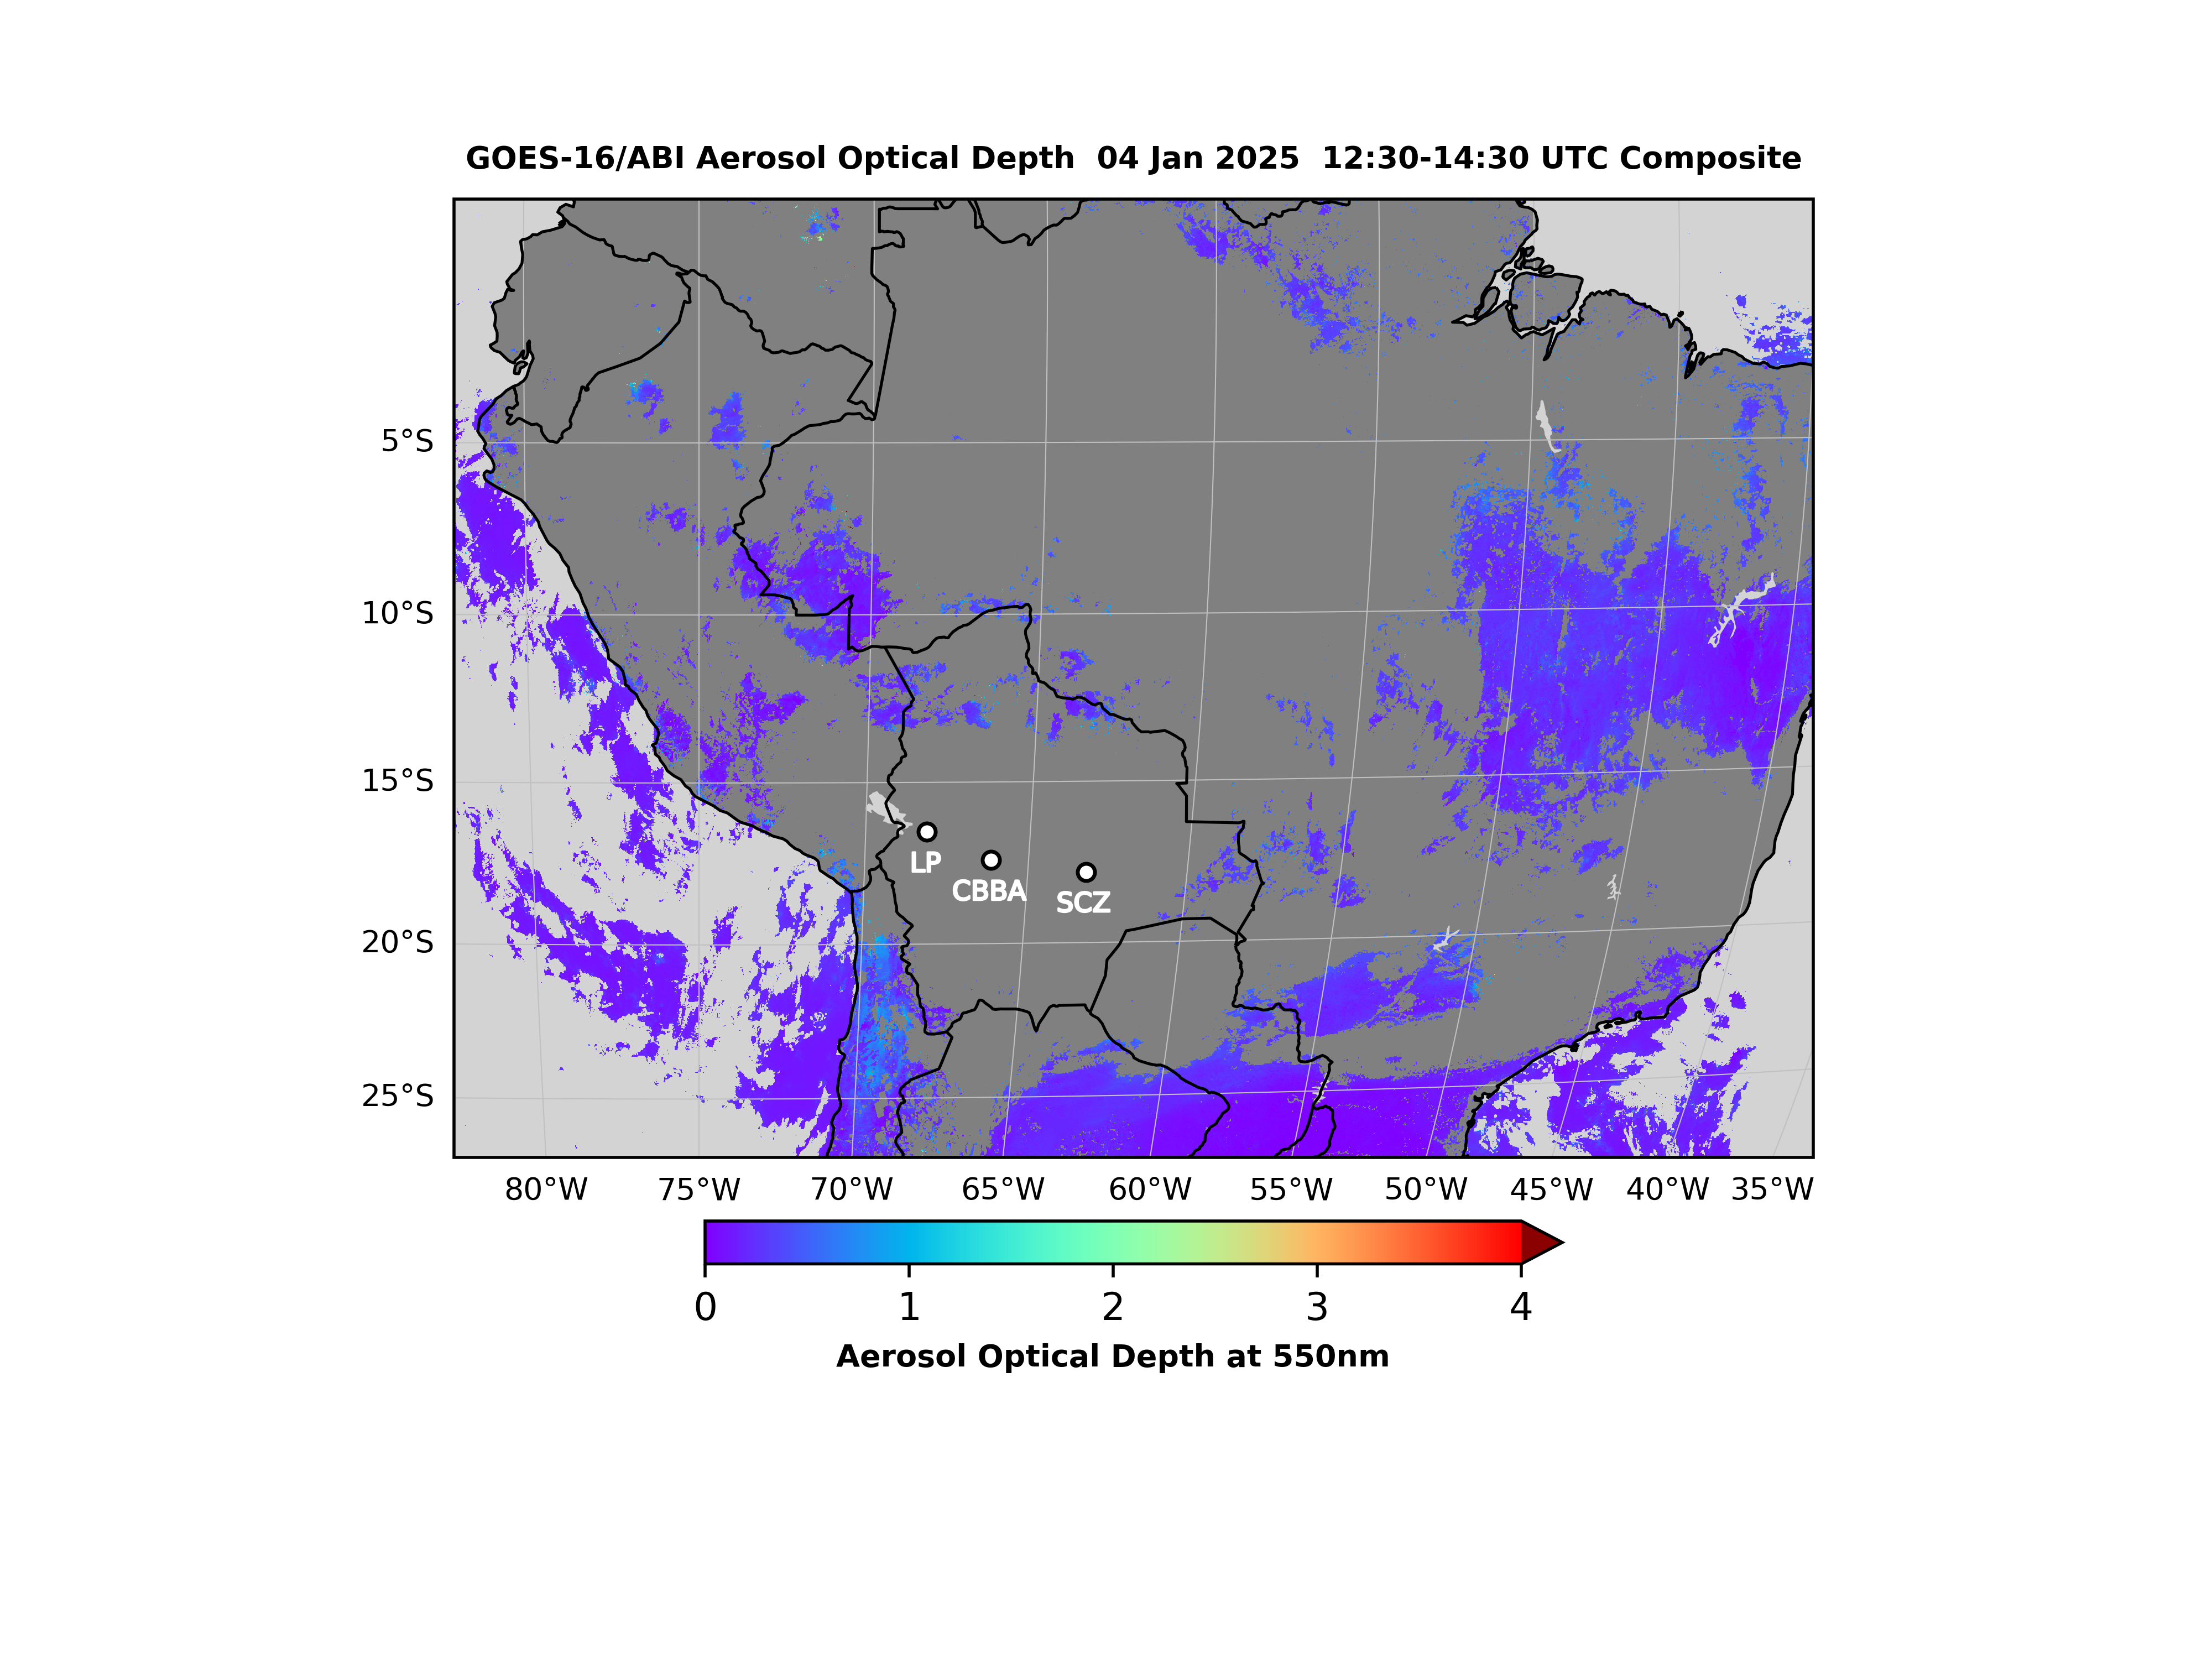 GOES-16/ABI Aerosol Optical Depth  04 Jan 2025  12:30-14:30 UTC Composite
5°S
10°S
15°S
20°S
25°S
LP
CBBA
SCZ
80°W 75°W 70°W 65°W 60°W 55°W 50°W 45°W 40°W 35°W
0 1 2 3 4
Aerosol Optical Depth at 550nm